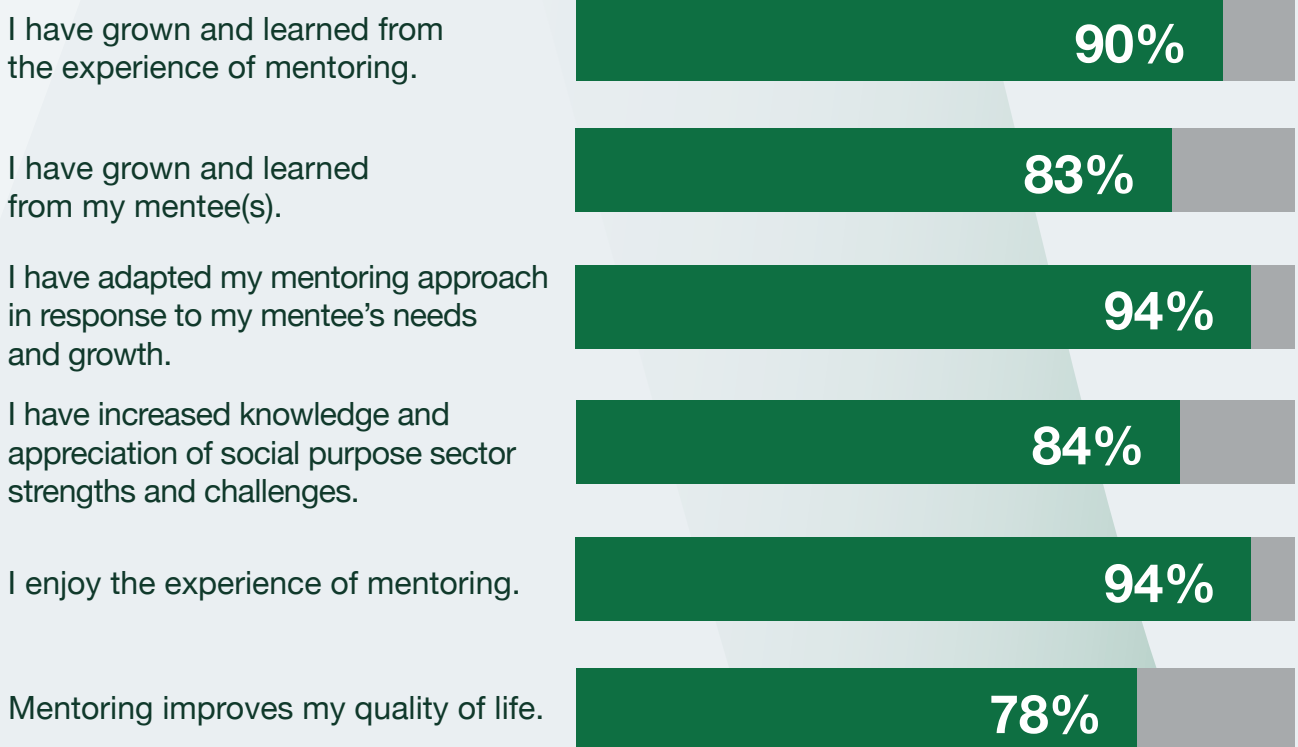 I have grown and learned from
the experience of mentoring.
90%
I have grown and learned
from my mentee(s).
83%
I have adapted my mentoring approach
in response to my mentee’s needs
and growth.
94%
I have increased knowledge and
appreciation of social purpose sector
strengths and challenges.
84%
I enjoy the experience of mentoring.
94%
Mentoring improves my quality of life.
78%